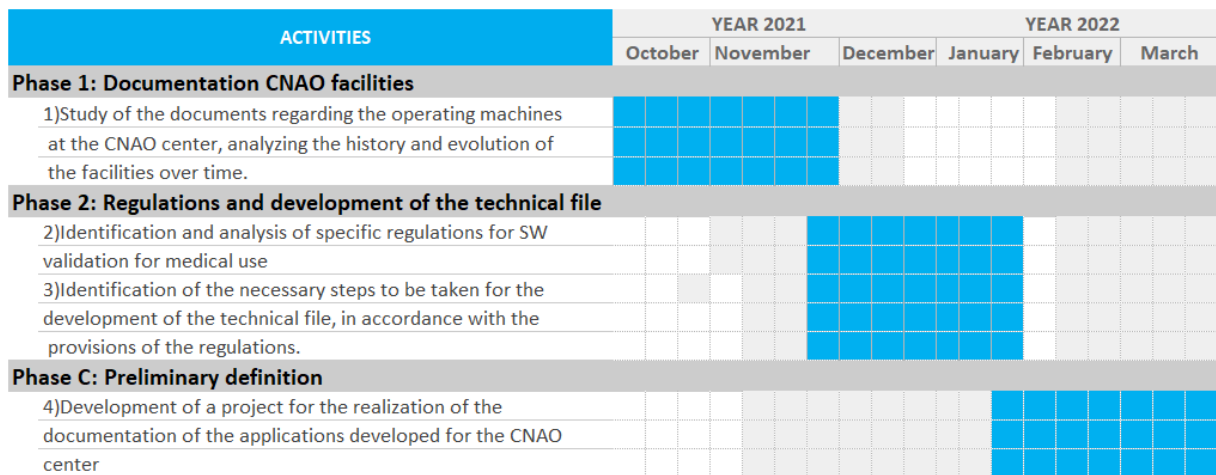 ACTIVITIES
YEAR 2021 YEAR 2022
October November December January February March
Phase 1: Documentation CNAO facilities
1)Study of the documents regarding the operating machines
at the CNAO center, analyzing the history and evolution of
the facilities over time.
Phase 2: Regulations and development of the technical file
2)Identification and analysis of specific regulations for SW
validation for medical use
3)Identification of the necessary steps to be taken for the
development of the technical file, in accordance with the
provisions of the regulations.
Phase C: Preliminary definition
4)Development of a project for the realization of the
documentation of the applications developed for the CNAO
center